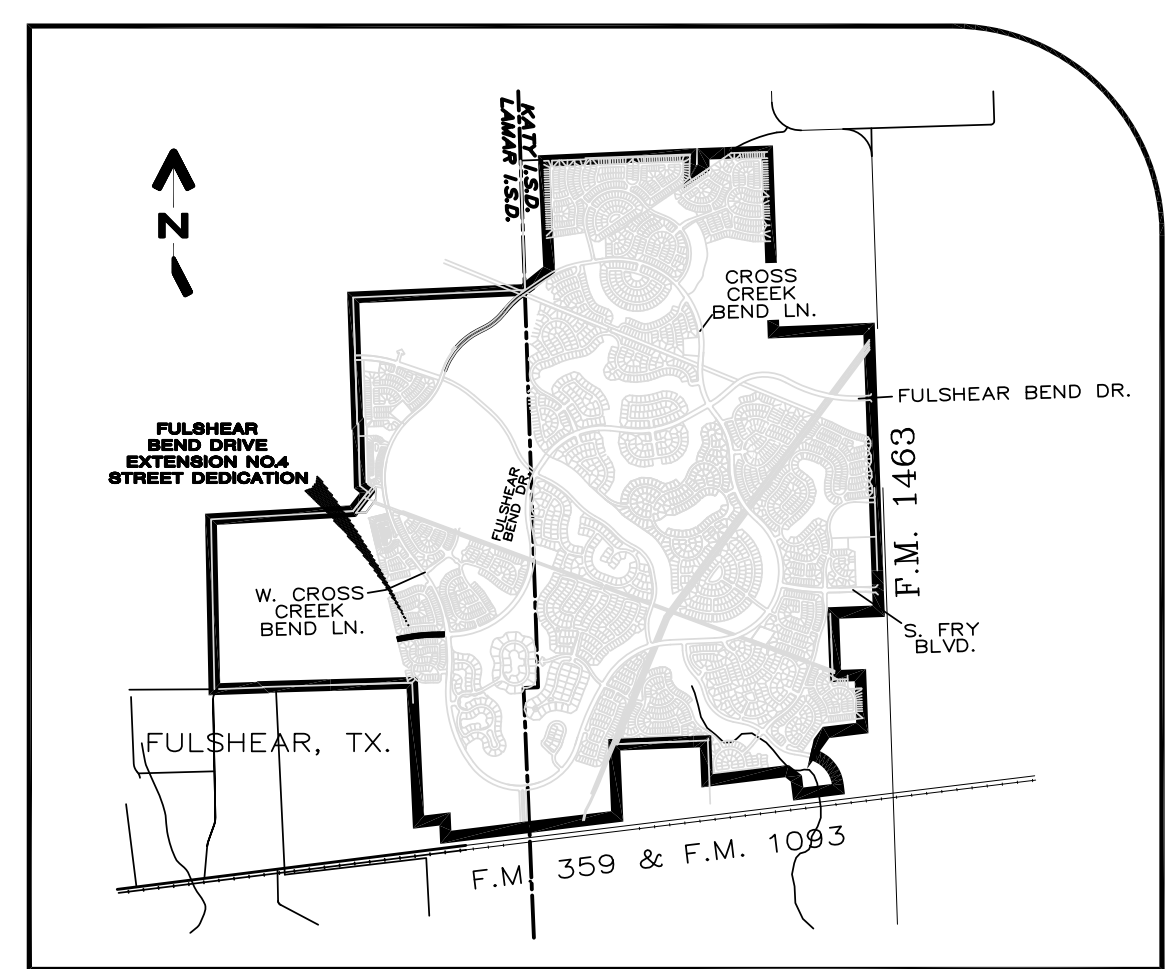 KATY I.S.D.
LAMAR I.S.D.
N
CROSS
CREEK
BEND LN.
FULSHEAR BEND DR.
FULSHEAR
BEND DRIVE
EXTENSION NO.4
STREET DEDICATION
F.M. 1463
FULSHEAR
BEND DR.
W. CROSS
CREEK
BEND LN.
S. FRY
BLVD.
FULSHEAR, TX.
F.M. 359 & F.M. 1093